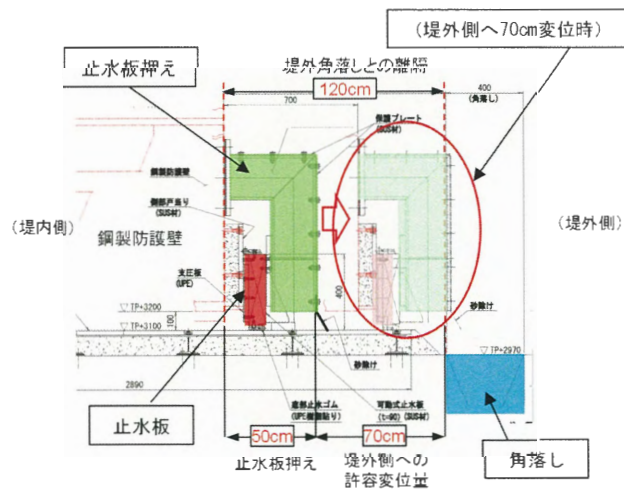 (堤外側へ70cm変位時)
止水板押え
堤外角落しとの離隔
120cm
400
(角落し)
700
保護プレート
(SUS材)
鋼製防護壁
側部戸当り
(SUS材)
(堤内側)
鋼製防護壁
(堤外側)
支圧板
(UPE)
400
砂除け
TP+3200
100
TP+3100
TP+2970
砂除け
2890
底部止水ゴム
(UPE樹脂貼り)
可動式止水板
(t=90)(SUS材)
止水板
50cm
70cm
角落し
止水板押え
堤外側への
許容変位量